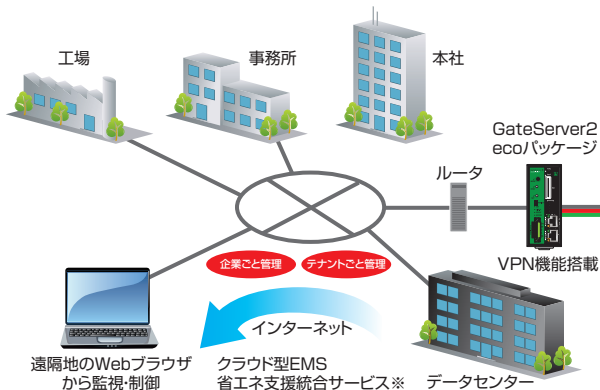 工場
事務所
本社
GateServer2
ecoパッケージ
ルータ
VPN機能搭載
企業ごと管理
テナントごと管理
インターネット
遠隔地のWebブラウザ
から監視・制御
クラウド型EMS
省エネ支援統合サービス※
データセンター